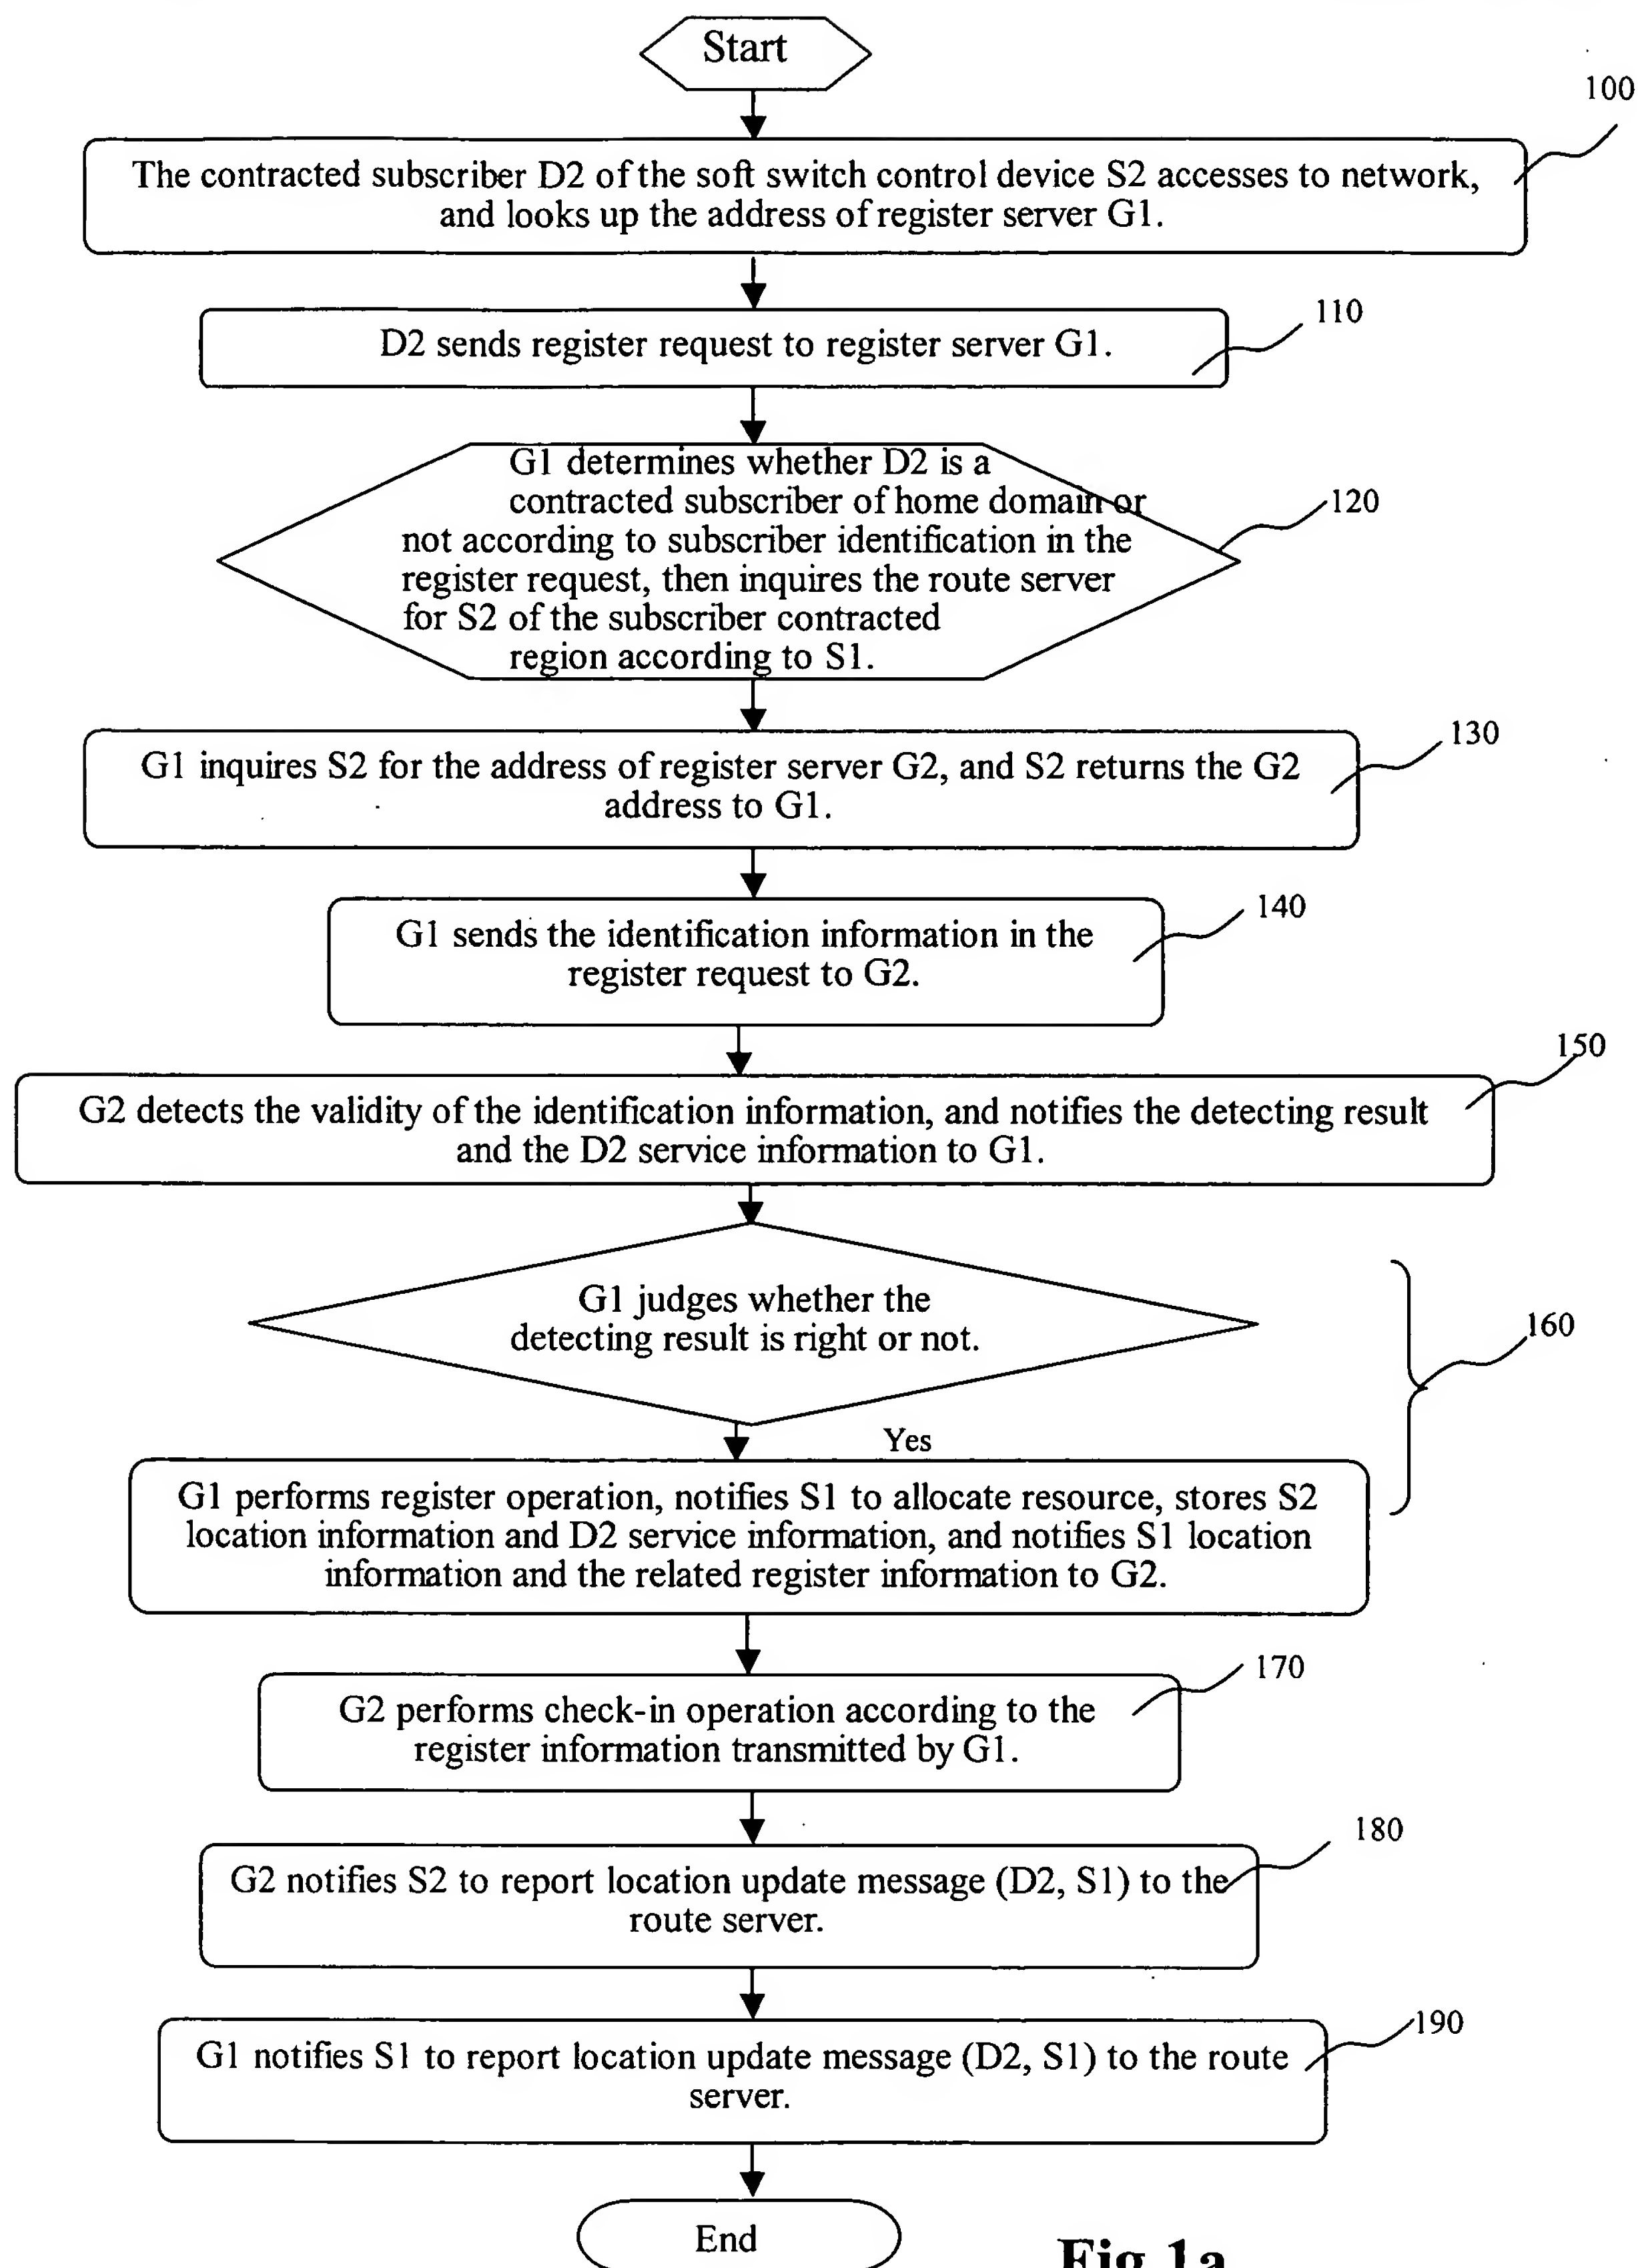 Start
100
The contracted subscriber D2 of the soft switch control device S2 accesses to network,
and looks up the address of register server G1.
110
D2 sends register request to register server G1.
G1 determines whether D2 is a
contracted subscriber of home domain or
120
not according to subscriber identification in the
register request, then inquires the route server
for S2 of the subscriber contracted
region according to S1.
130
G1 inquires S2 for the address of register server G2, and S2 returns the G2
address to G1.
140
G1 sends the identification information in the
register request to G2.
150
G2 detects the validity of the identification information, and notifies the detecting result
and the D2 service information to G1.
G1 judges whether the
detecting result is right or not.
160
Yes
G1 performs register operation, notifies S1 to allocate resource, stores S2
location information and D2 service information, and notifies S1 location
information and the related register information to G2.
170
G2 performs check-in operation according to the
register information transmitted by G1.
180
G2 notifies S2 to report location update message (D2, S1) to the
route server.
190
G1 notifies S1 to report location update message (D2, S1) to the route
server.
End
Fig 1a